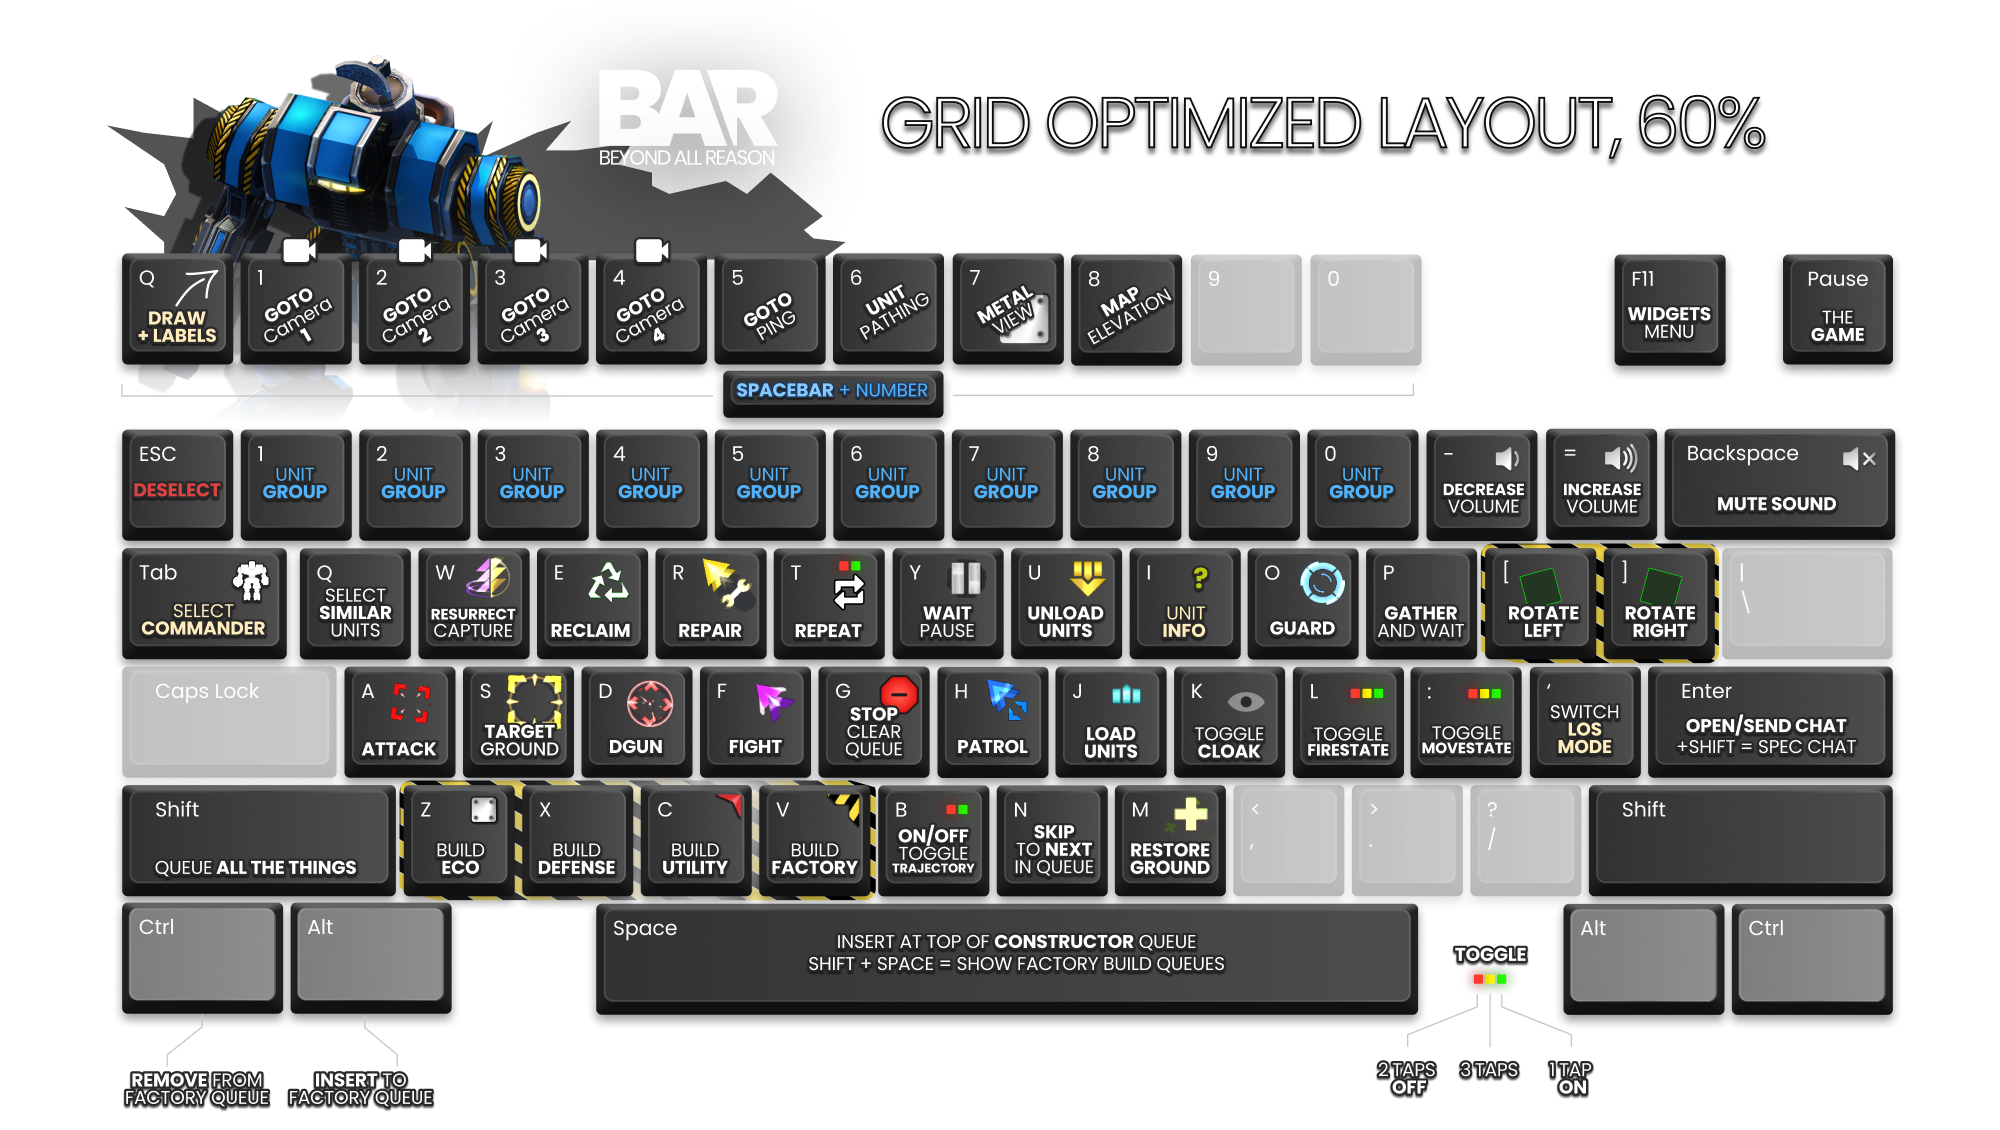 BAR
BEYOND ALL REASON
GRID OPTIMIZED LAYOUT, 60%
Q
DRAW
+ LABELS
1
GOTO
Camera
1
2
GOTO
Camera
2
3
GOTO
Camera
3
4
GOTO
Camera
4
5
GOTO
PING
6
UNIT
PATHING
7
METAL
VIEW
8
MAP
ELEVATION
9
0
F11
WIDGETS
MENU
Pause
THE
GAME
SPACEBAR + NUMBER
ESC
DESELECT
1
UNIT
GROUP
2
UNIT
GROUP
3
UNIT
GROUP
4
UNIT
GROUP
5
UNIT
GROUP
6
UNIT
GROUP
7
UNIT
GROUP
8
UNIT
GROUP
9
UNIT
GROUP
0
UNIT
GROUP
-
DECREASE
VOLUME
=
INCREASE
VOLUME
Backspace
MUTE SOUND
Tab
SELECT
COMMANDER
Q
SELECT
SIMILAR
UNITS
W
RESURRECT
CAPTURE
E
RECLAIM
R
REPAIR
T
REPEAT
Y
WAIT
PAUSE
U
UNLOAD
UNITS
I
?
UNIT
INFO
O
GUARD
P
GATHER
AND WAIT
[
ROTATE
LEFT
]
ROTATE
RIGHT
|
\
Caps Lock
A
ATTACK
S
TARGET
GROUND
D
DGUN
F
FIGHT
G
STOP
CLEAR
QUEUE
H
PATROL
J
LOAD
UNITS
K
TOGGLE
CLOAK
L
TOGGLE
FIRESTATE
:
TOGGLE
MOVESTATE
‘
SWITCH
LOS
MODE
Enter
OPEN/SEND CHAT
+SHIFT = SPEC CHAT
Shift
QUEUE ALL THE THINGS
Z
BUILD
ECO
X
BUILD
DEFENSE
C
BUILD
UTILITY
V
BUILD
FACTORY
B
ON/OFF
TOGGLE
TRAJECTORY
N
SKIP
TO NEXT
IN QUEUE
M
RESTORE
GROUND
<
,
>
.
?
/
Shift
Ctrl
Alt
Space
INSERT AT TOP OF CONSTRUCTOR QUEUE
SHIFT + SPACE = SHOW FACTORY BUILD QUEUES
TOGGLE
Alt
Ctrl
REMOVE FROM
FACTORY QUEUE
INSERT TO
FACTORY QUEUE
2 TAPS
OFF
3 TAPS
1 TAP
ON